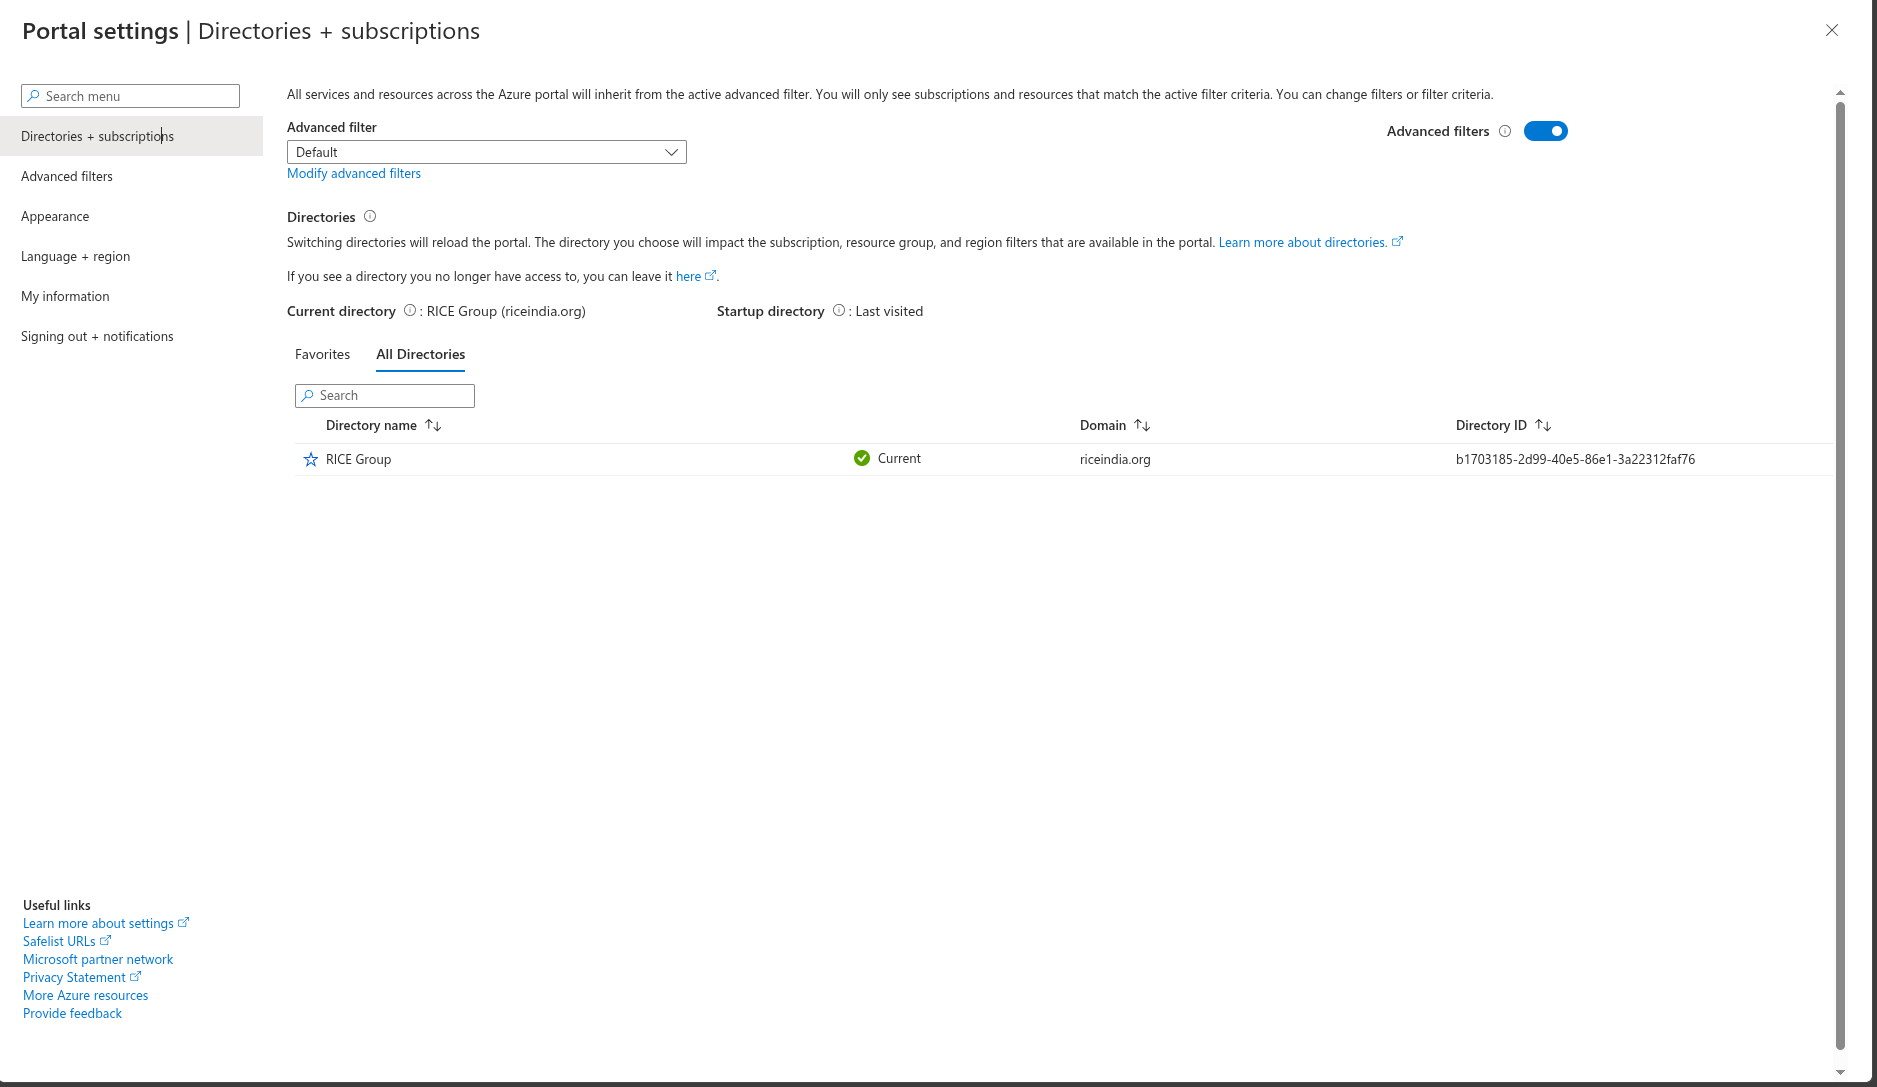 Portal settings | Directories + subscriptions
Search menu
Directories + subscriptions
Advanced filters
Appearance
Language + region
My information
Signing out + notifications
All services and resources across the Azure portal will inherit from the active advanced filter. You will only see subscriptions and resources that match the active filter criteria. You can change filters or filter criteria.
Advanced filter
Default
Modify advanced filters
Advanced filters
Directories
Switching directories will reload the portal. The directory you choose will impact the subscription, resource group, and region filters that are available in the portal. Learn more about directories.
If you see a directory you no longer have access to, you can leave it here.
Current directory : RICE Group (riceindia.org) Startup directory : Last visited
Favorites All Directories
Search
Directory name Domain Directory ID
RICE Group Current riceindia.org b1703185-2d99-40e5-86e1-3a22312faf76
Useful links
Learn more about settings
Safelist URLs
Microsoft partner network
Privacy Statement
More Azure resources
Provide feedback